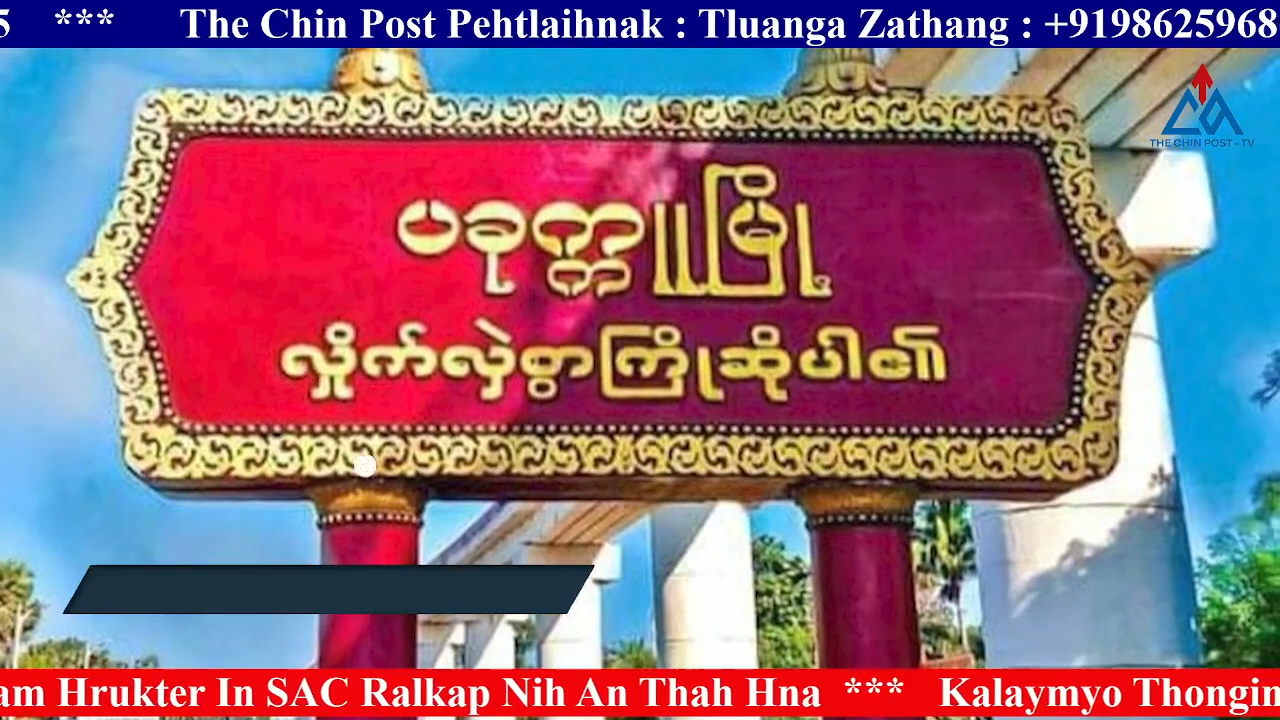 5 *** The Chin Post Pehtlaihnak : Tluanga Zathang : +9198625968
THE CHIN POST - TV
ပခုက္ကူမြို့
လှိုက်လှဲစွာကြိုဆိုပါ၏
am Hrukter In SAC Ralkap Nih An Thah Hna *** Kalaymyo Thongin